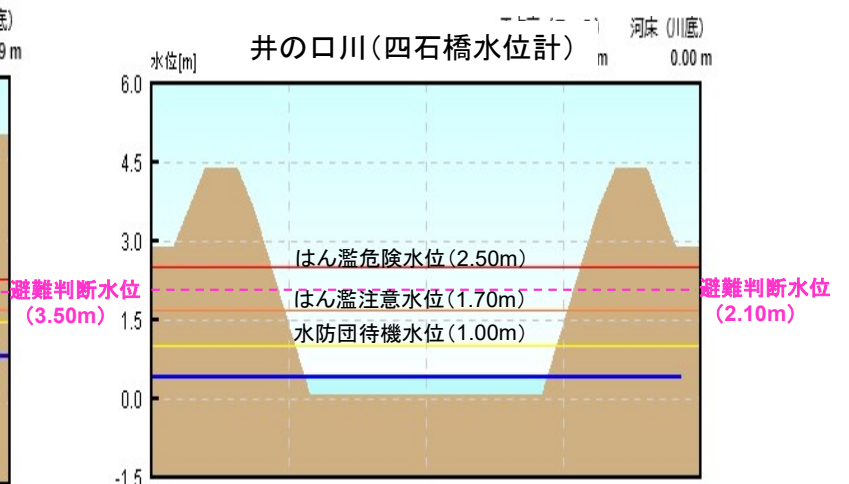 9 m
井の口川(四石橋水位計)
河床 (川底)
m
0.00 m
水位[m]
6.0
4.5
3.0
1.5
0.0
-1.5
はん濫危険水位(2.50m)
はん濫注意水位(1.70m)
水防団待機水位(1.00m)
避難判断水位
(3.50m)
避難判断水位
(2.10m)